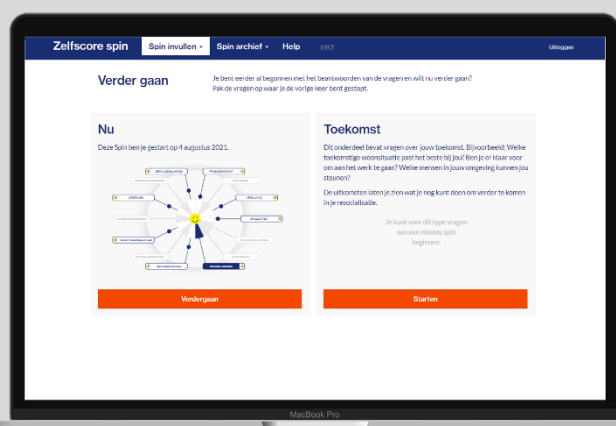 Zelfscore spin
Spin invullen
Spin archief
Help
HKT
Uitloggen
Verder gaan
Je bent eerder al begonnen met het beantwoorden van de vragen en wilt nu verder gaan?
Pak de vragen op waar je de vorige keer bent gestopt.
Nu
Deze Spin ben je gestart op 4 augustus 2021.
Verdergaan
Toekomst
Dit onderdeel bevat vragen over jouw toekomst. Bijvoorbeeld: Welke
toekomstige woonsituatie past het beste bij jou? Ben je er klaar voor
om aan het werk te gaan? Welke mensen in jouw omgeving kunnen jou
steunen?
De uitkomsten laten je zien wat je nog kunt doen om verder te komen
in je resocialisatie.
Je kunt voor dit type vragen
aan een nieuwe spin
beginnen.
Starten
MacBook Pro